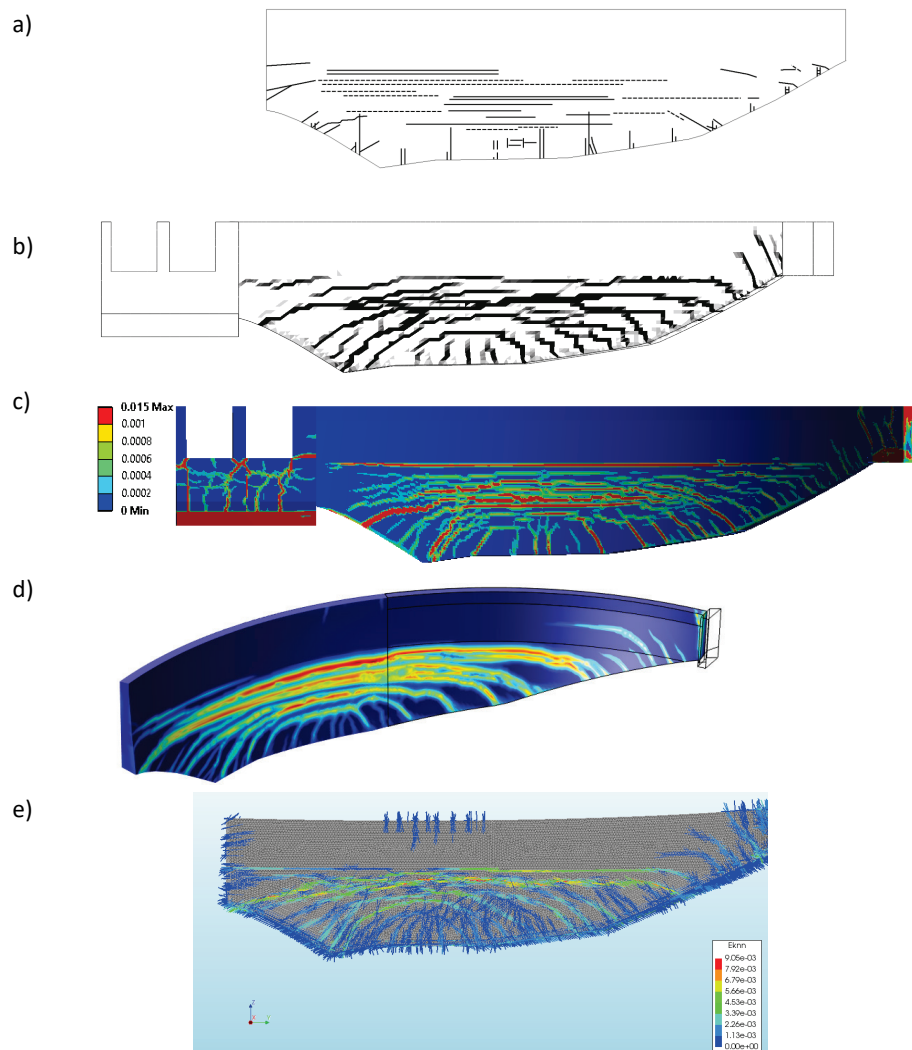 a)
b)
c)
0.015 Max
0.001
0.0008
0.0006
0.0004
0.0002
0 Min
d)
e)
Eknn
9.05e-03
7.92e-03
6.79e-03
5.66e-03
4.53e-03
3.39e-03
2.26e-03
1.13e-03
0.00e+00
Z
X
Y